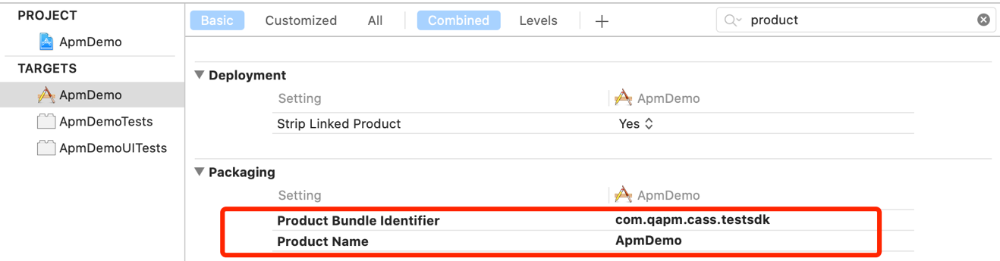 PROJECT
ApmDemo
TARGETS
ApmDemo
ApmDemoTests
ApmDemoUITests
Basic Customized All Combined Levels + product
Deployment
Setting ApmDemo
Strip Linked Product Yes
Packaging
Setting ApmDemo
Product Bundle Identifier com.qapm.cass.testsdk
Product Name ApmDemo